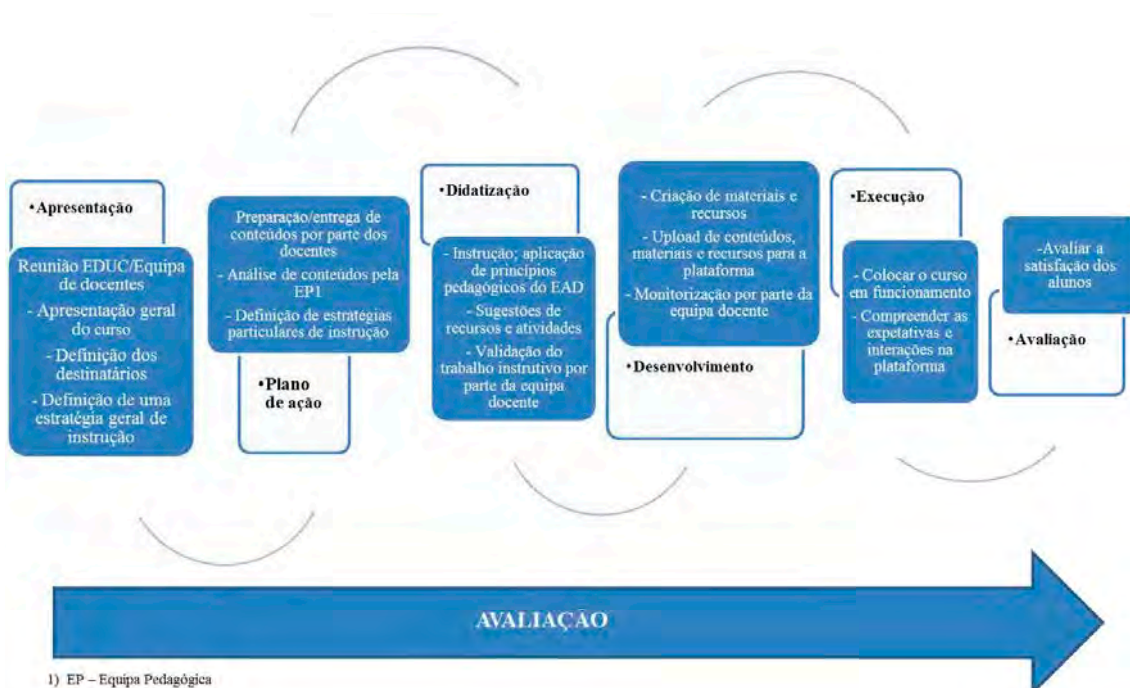 •Apresentação
Reunião EDUC/Equipa
de docentes
- Apresentação geral
do curso
- Definição dos
destinatários
- Definição de uma
estratégia geral de
instrução
Preparação/entrega de
conteúdos por parte dos
docentes
- Análise de conteúdos pela
EP1
- Definição de estratégias
particulares de instrução
•Plano
de ação
•Didatização
- Instrução; aplicação
de princípios
pedagógicos do EAD
- Sugestões de
recursos e atividades
- Validação do
trabalho instrutivo por
parte da equipa
docente
- Criação de materiais e
recursos
- Upload de conteúdos,
materiais e recursos para a
plataforma
- Monitorização por parte da
equipa docente
•Desenvolvimento
•Execução
- Colocar o curso
em funcionamento
- Compreender as
expetativas e
interações na
plataforma
-Avaliar a
satisfação dos
alunos
•Avaliação
AVALIAÇÃO
1) EP – Equipa Pedagógica